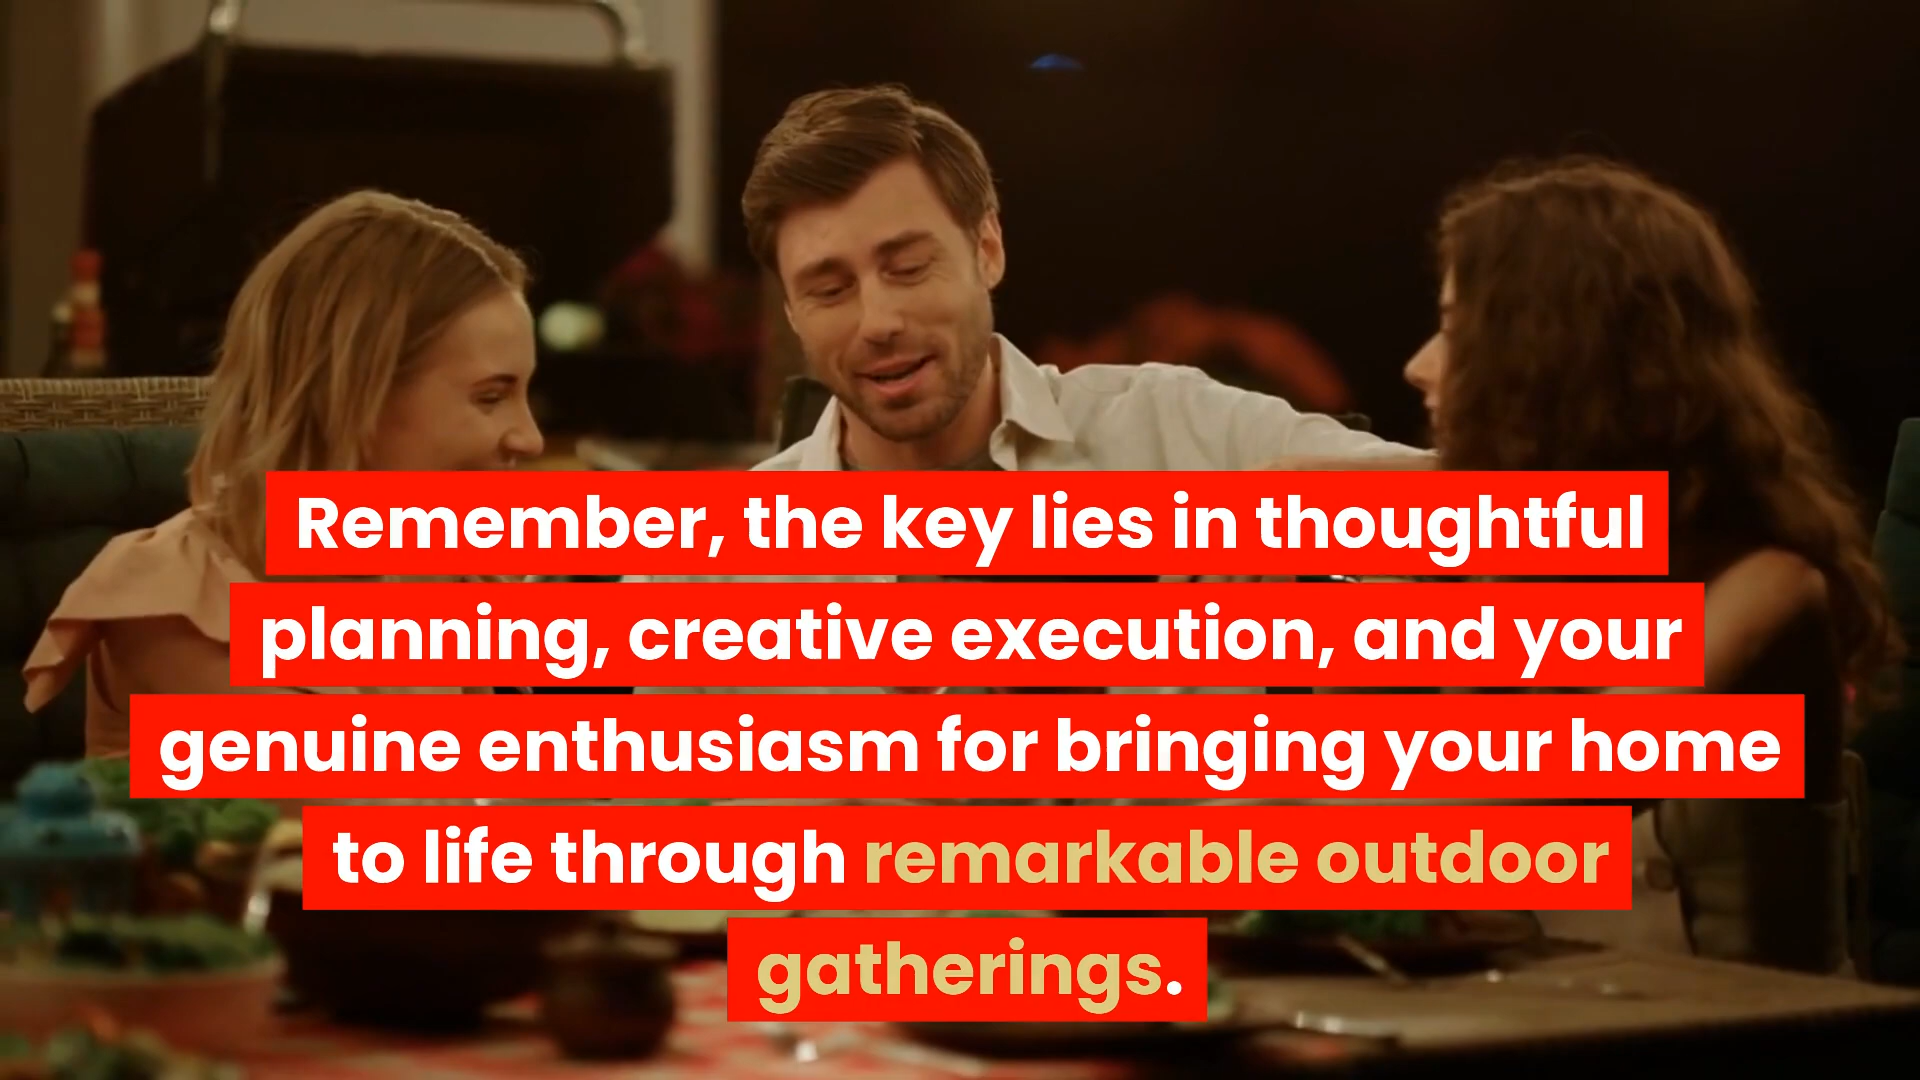 Remember, the key lies in thoughtful
planning, creative execution, and your
genuine enthusiasm for bringing your home
to life through remarkable outdoor
gatherings.